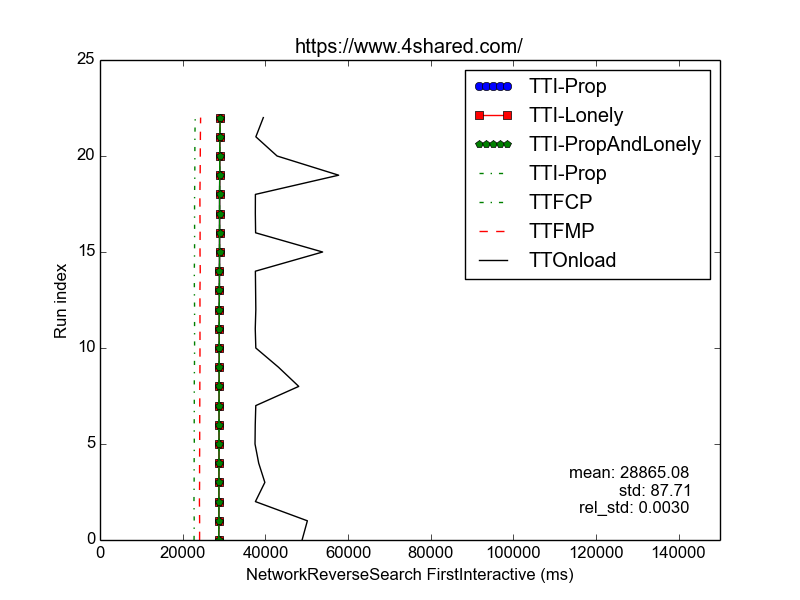 https://www.4shared.com/
TTI-Prop
TTI-Lonely
TTI-PropAndLonely
TTI-Prop
TTFCP
TTFMP
TTOnload
25
20
15
10
5
0
Run index
mean: 28865.08
std: 87.71
rel_std: 0.0030
0 20000 40000 60000 80000 100000 120000 140000
NetworkReverseSearch FirstInteractive (ms)